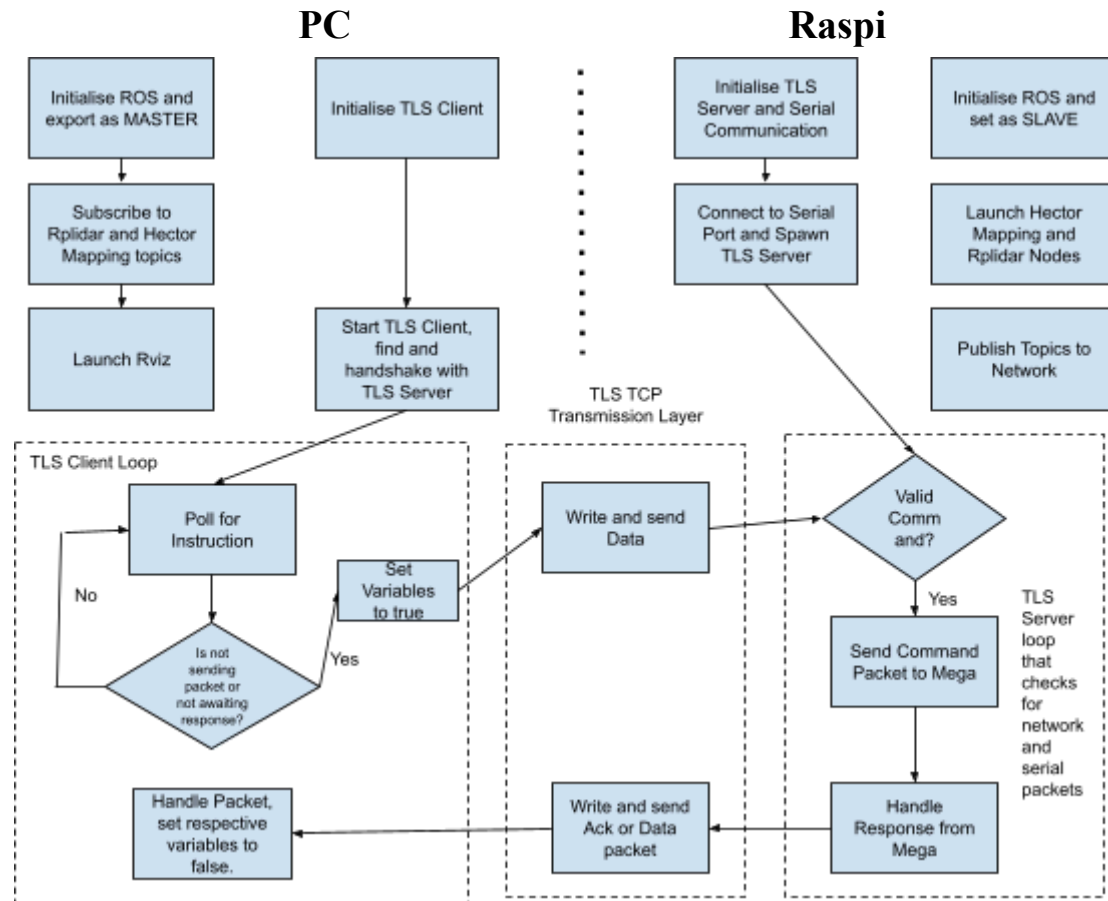 PC
Raspi
Initialise ROS and
export as MASTER
Initialise TLS Client
Initialise TLS
Server and Serial
Communication
Initialise ROS and
set as SLAVE
Subscribe to
Rplidar and Hector
Mapping topics
Connect to Serial
Port and Spawn
TLS Server
Launch Hector
Mapping and
Rplidar Nodes
Launch Rviz
Start TLS Client,
find and
handshake with
TLS Server
Publish Topics to
Network
TLS TCP
Transmission Layer
TLS Client Loop
Poll for
Instruction
No
Is not
sending
packet or
not awaiting
response?
Yes
Set
Variables
to true
Write and send
Data
Valid
Comm
and?
Yes
Send Command
Packet to Mega
TLS
Server
loop
that
checks
for
network
and
serial
packets
Handle Packet,
set respective
variables to
false.
Write and send
Ack or Data
packet
Handle
Response from
Mega